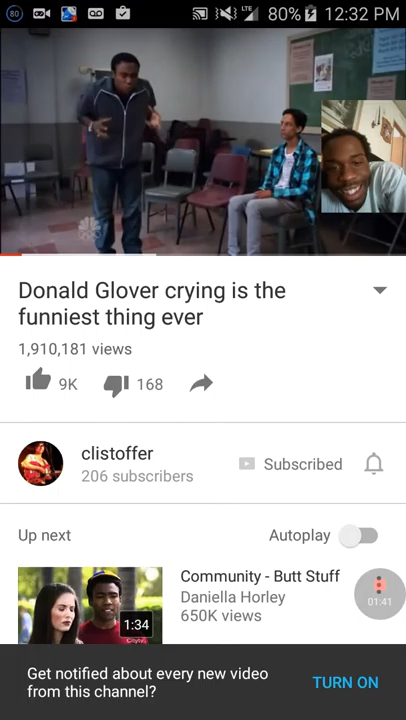 80
LTE
80%
12:32 PM
Donald Glover crying is the
funniest thing ever
1,910,181 views
9K
168
clistoffer
206 subscribers
Subscribed
Up next
Autoplay
1:34
Community - Butt Stuff
Daniella Horley
650K views
01:41
Get notified about every new video
from this channel?
TURN ON